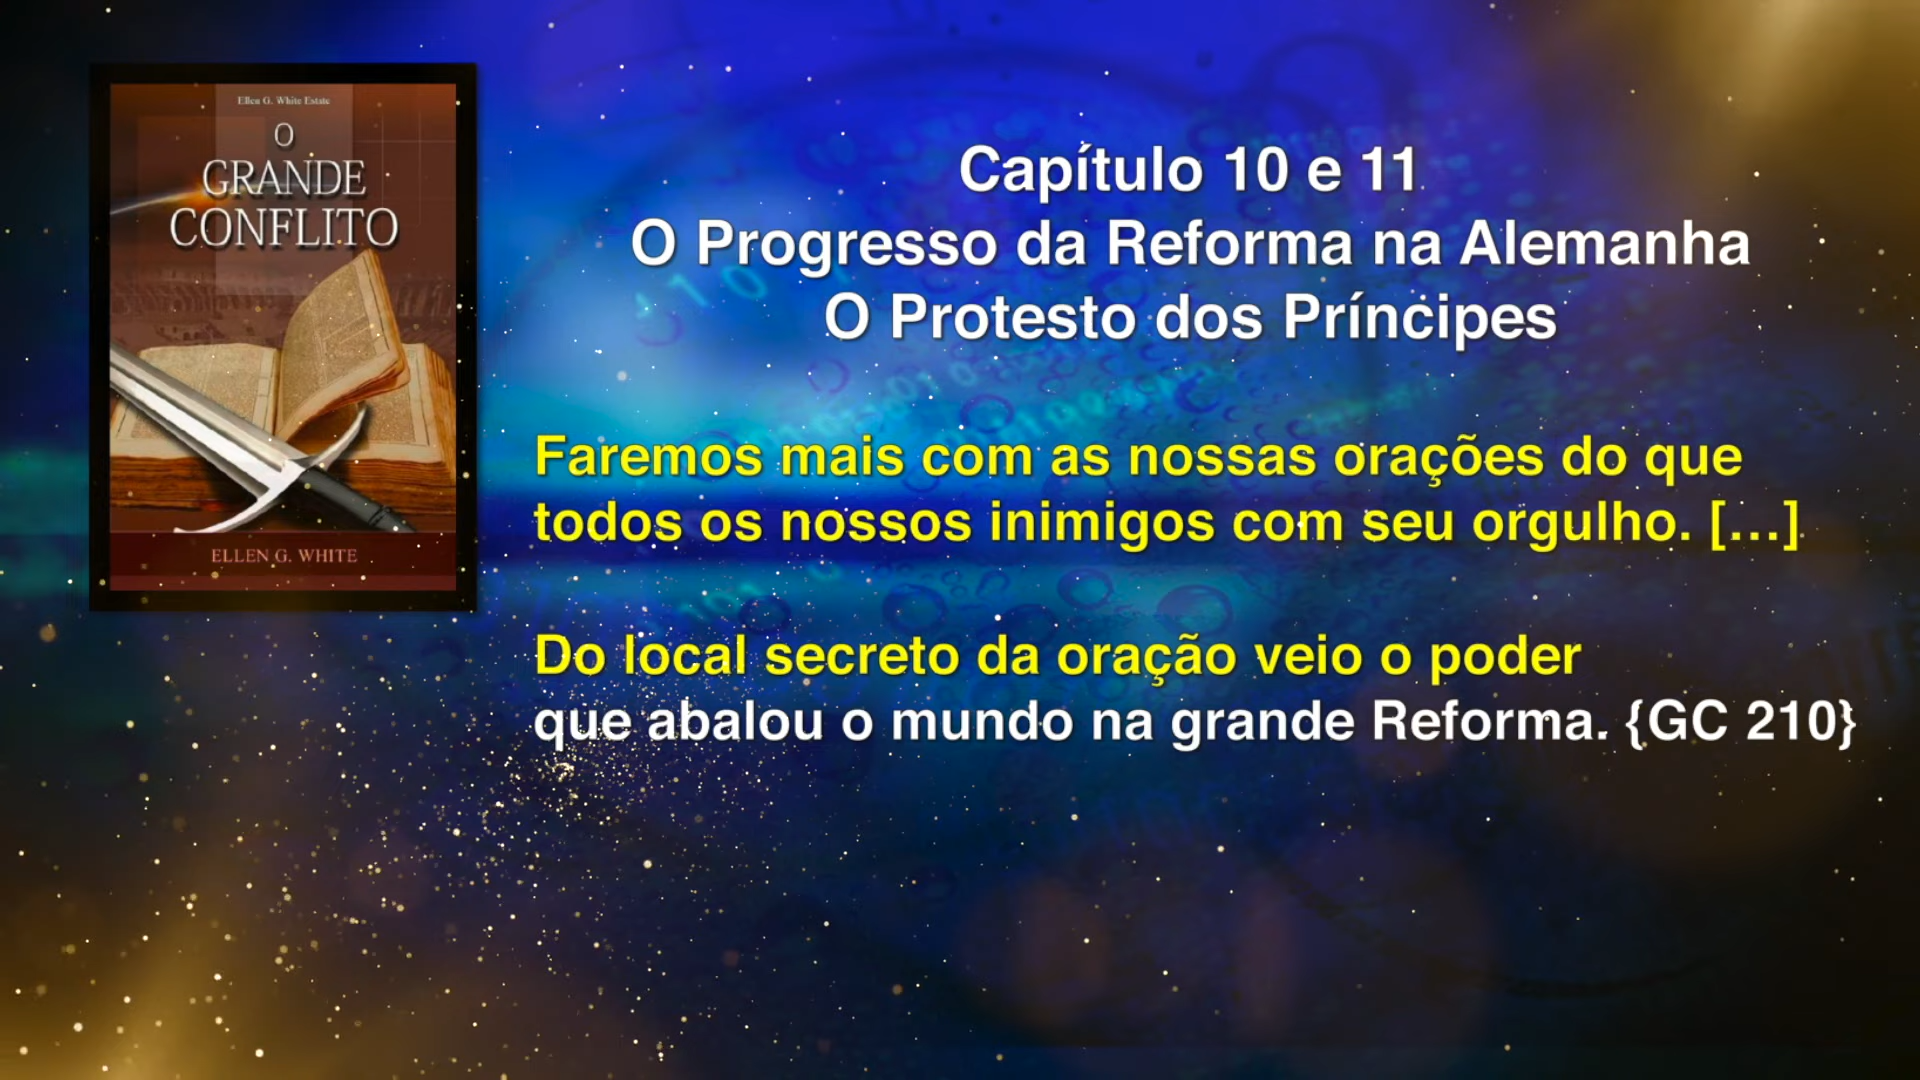 Ellen G. White Estate
O
GRANDE
CONFLITO
ELLEN G. WHITE
Capítulo 10 e 11
O Progresso da Reforma na Alemanha
O Protesto dos Príncipes
Faremos mais com as nossas orações do que
todos os nossos inimigos com seu orgulho. [...]
Do local secreto da oração veio o poder
que abalou o mundo na grande Reforma. {GC 210}